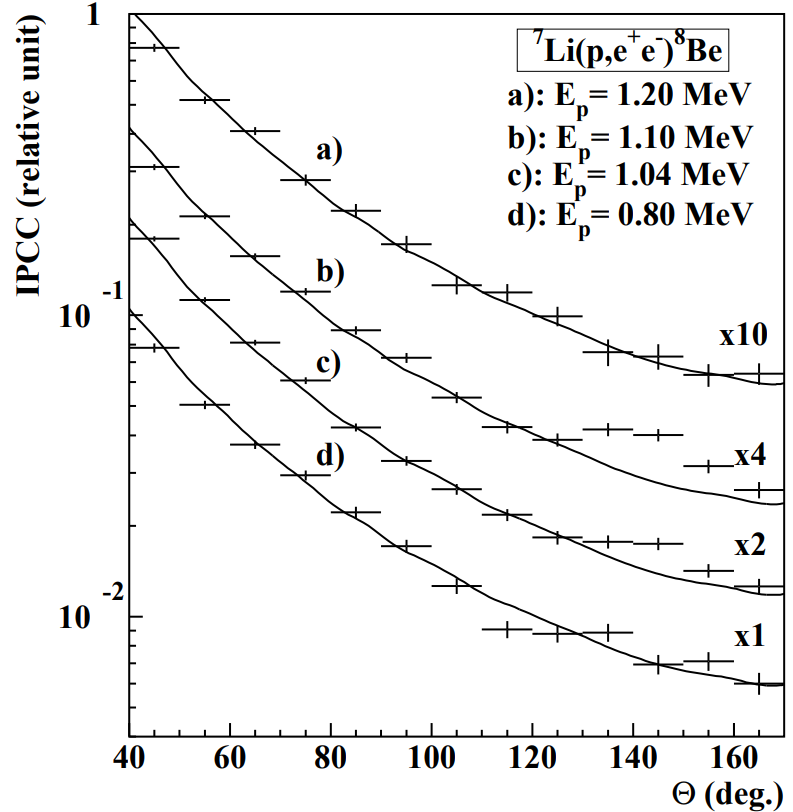 ⁷Li(p,e⁺e⁻)⁸Be
a): Eₚ= 1.20 MeV
b): Eₚ= 1.10 MeV
c): Eₚ= 1.04 MeV
d): Eₚ= 0.80 MeV
IPCC (relative unit)
1
10⁻¹
10⁻²
a)
b)
c)
d)
x10
x4
x2
x1
40 60 80 100 120 140 160
Θ (deg.)